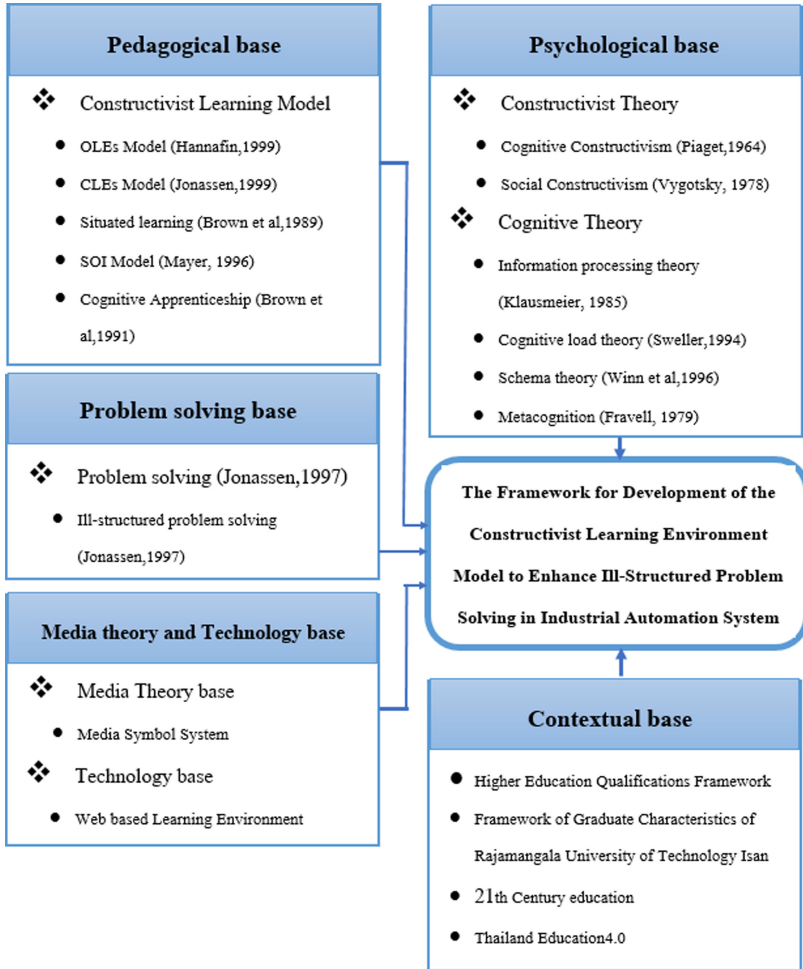 Pedagogical base
❖ Constructivist Learning Model
● OLEs Model (Hannafin,1999)
● CLEs Model (Jonassen,1999)
● Situated learning (Brown et al,1989)
● SOI Model (Mayer, 1996)
● Cognitive Apprenticeship (Brown et
al,1991)
Problem solving base
❖ Problem solving (Jonassen,1997)
● Ill-structured problem solving
(Jonassen,1997)
Media theory and Technology base
❖ Media Theory base
● Media Symbol System
❖ Technology base
● Web based Learning Environment
Psychological base
❖ Constructivist Theory
● Cognitive Constructivism (Piaget,1964)
● Social Constructivism (Vygotsky, 1978)
❖ Cognitive Theory
● Information processing theory
(Klausmeier, 1985)
● Cognitive load theory (Sweller,1994)
● Schema theory (Winn et al,1996)
● Metacognition (Fravell, 1979)
The Framework for Development of the
Constructivist Learning Environment
Model to Enhance Ill-Structured Problem
Solving in Industrial Automation System
Contextual base
● Higher Education Qualifications Framework
● Framework of Graduate Characteristics of
Rajamangala University of Technology Isan
● 21th Century education
● Thailand Education4.0